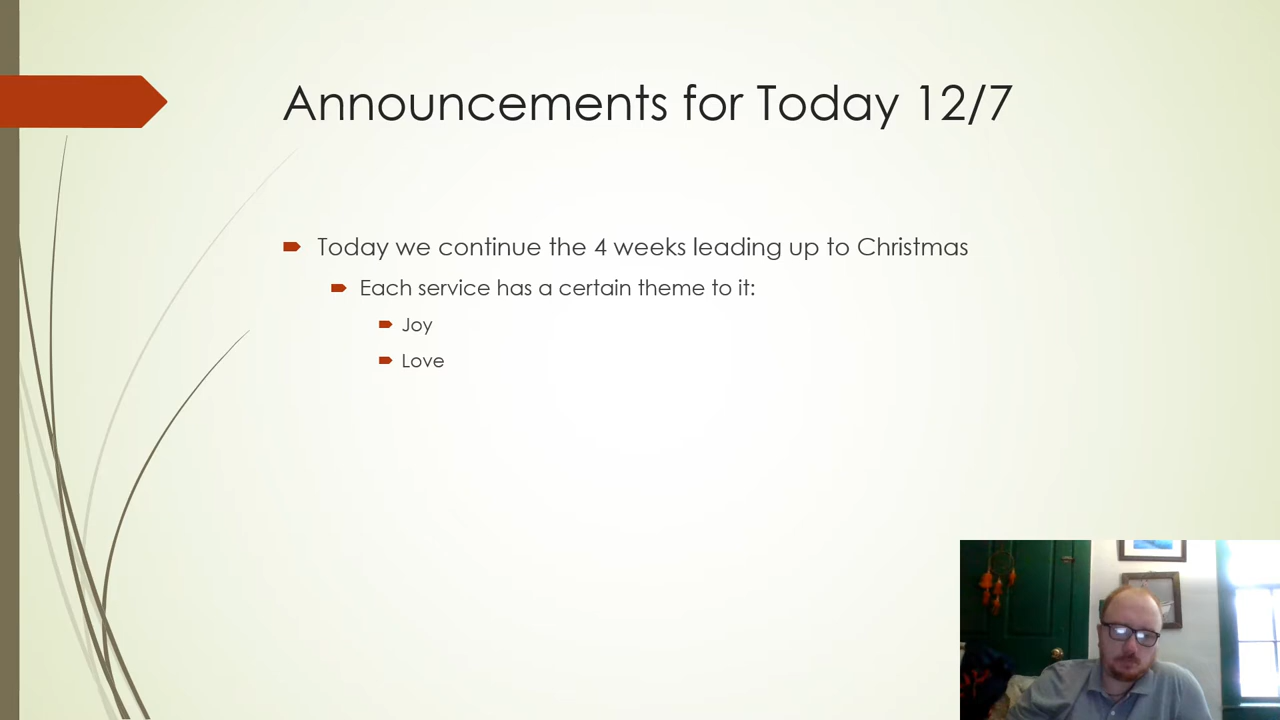 Announcements for Today 12/7
Today we continue the 4 weeks leading up to Christmas
Each service has a certain theme to it:
Joy
Love